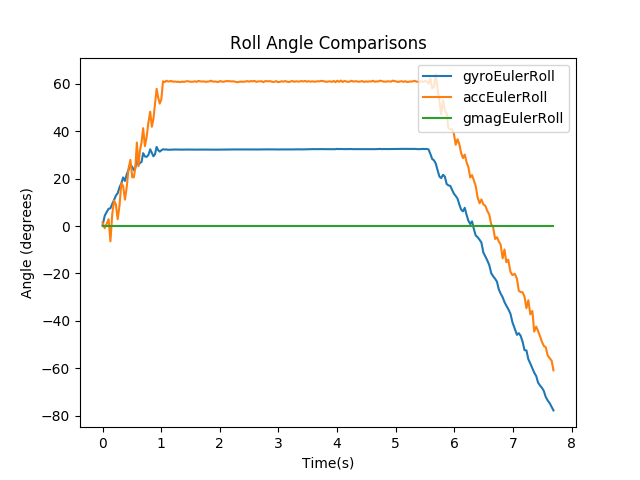 Roll Angle Comparisons
gyroEulerRoll
accEulerRoll
gmagEulerRoll
Angle (degrees)
60
40
20
0
−20
−40
−60
−80
0 1 2 3 4 5 6 7 8
Time(s)